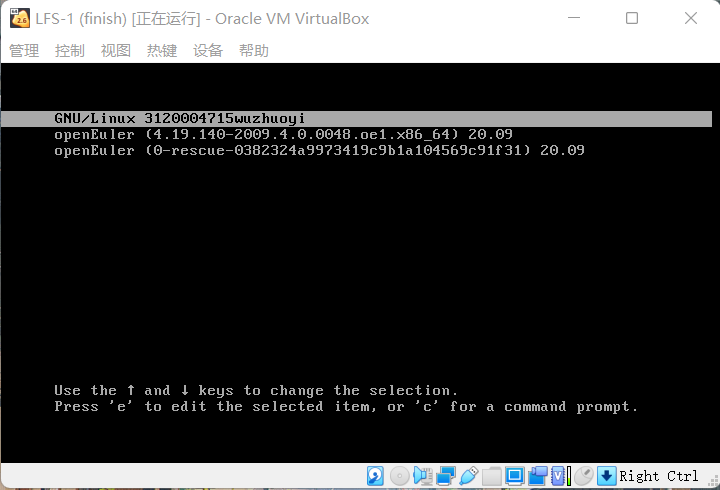 LFS-1 (finish) [正在运行] - Oracle VM VirtualBox
管理 控制 视图 热键 设备 帮助
GNU/Linux 3120004715wuzhuoyi
openEuler (4.19.140-2009.4.0.0048.oe1.x86_64) 20.09
openEuler (0-rescue-0382324a9973419c9b1a104569c91f31) 20.09
Use the ↑ and ↓ keys to change the selection.
Press 'e' to edit the selected item, or 'c' for a command prompt.
Right Ctrl